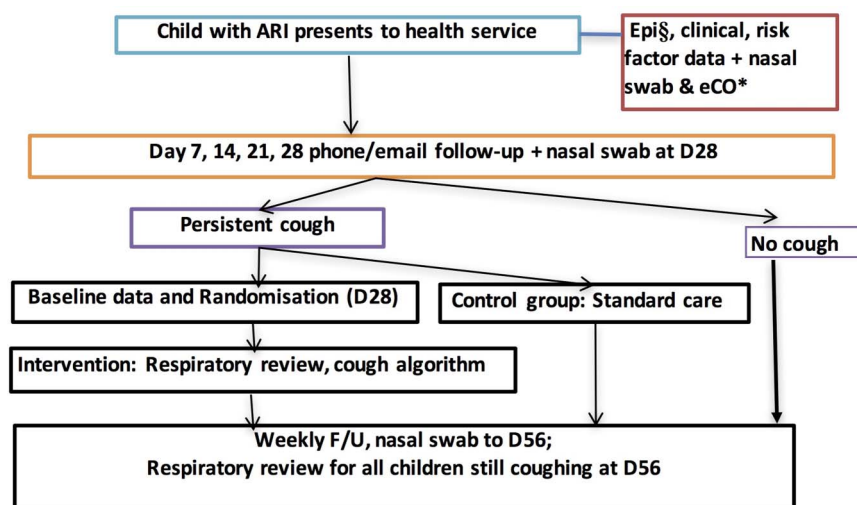 Child with ARI presents to health service
Epi§, clinical, risk
factor data + nasal
swab & eCO*
Day 7, 14, 21, 28 phone/email follow-up + nasal swab at D28
Persistent cough
No cough
Baseline data and Randomisation (D28)
Control group: Standard care
Intervention: Respiratory review, cough algorithm
Weekly F/U, nasal swab to D56;
Respiratory review for all children still coughing at D56